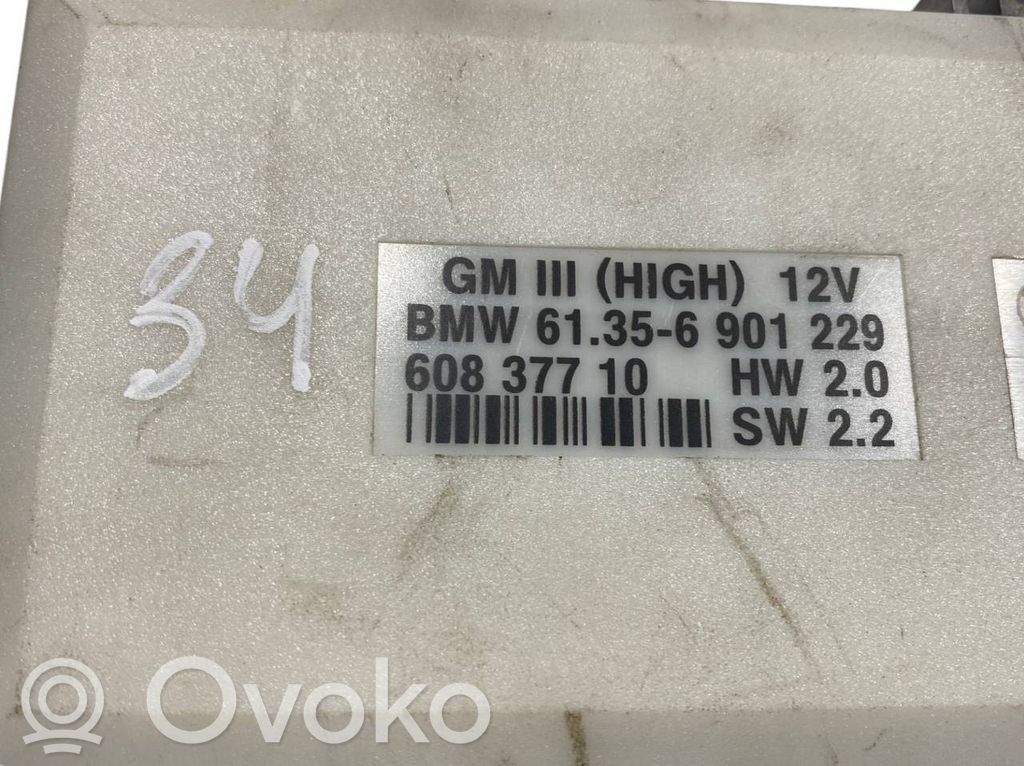 34
GM III (HIGH) 12V
BMW 61.35-6 901 229
608 377 10 HW 2.0
SW 2.2
Ovoko